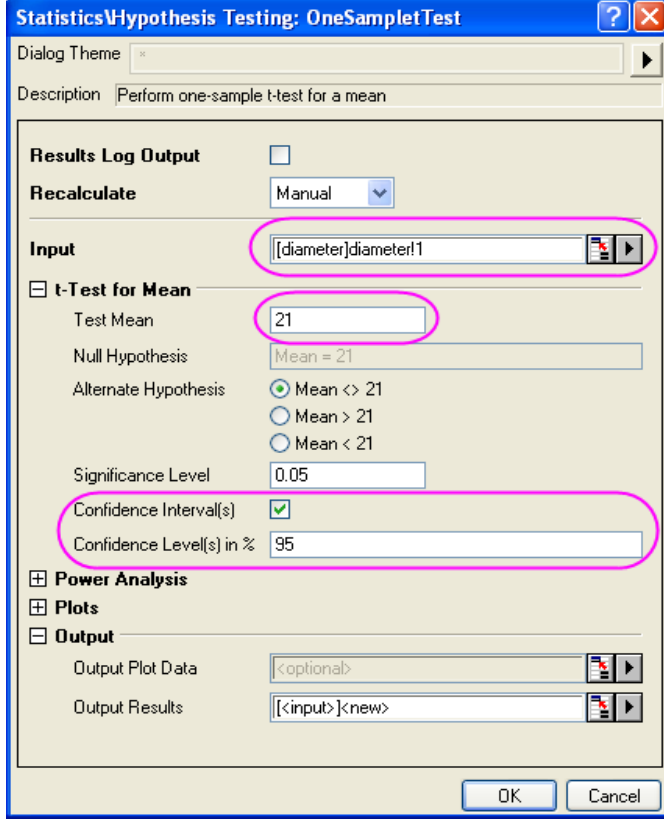 Statistics\Hypothesis Testing: OneSampletTest
Dialog Theme *
Description Perform one-sample t-test for a mean
Results Log Output
Recalculate Manual
Input [[diameter]diameter!1
t-Test for Mean
Test Mean 21
Null Hypothesis Mean = 21
Alternate Hypothesis Mean <> 21
Mean > 21
Mean < 21
Significance Level 0.05
Confidence Interval(s)
Confidence Level(s) in % 95
Power Analysis
Plots
Output
Output Plot Data <optional>
Output Results [<input>]<new>
OK Cancel